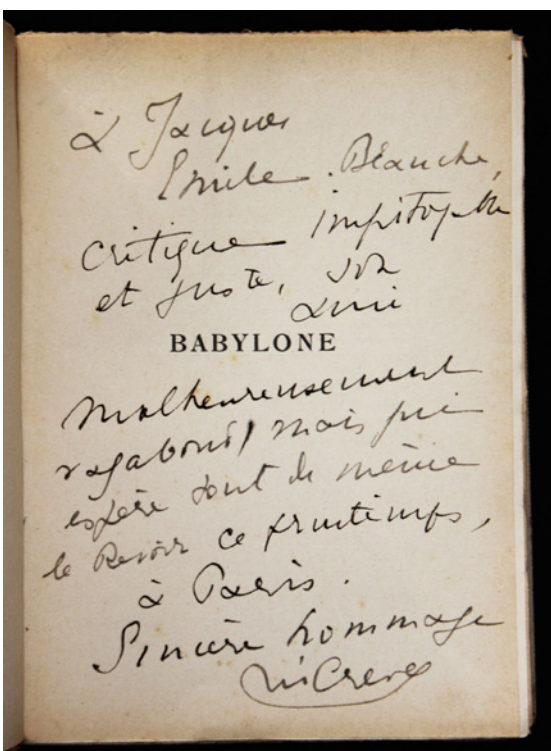 à Jacques
Emile. Blanche,
critique impitoyable
et juste, son
ami
BABYLONE
malheureusement
vagabond, mais qui
espère tout de même
le Revoir ce printemps,
à Paris.
Sincère hommage
Crevel